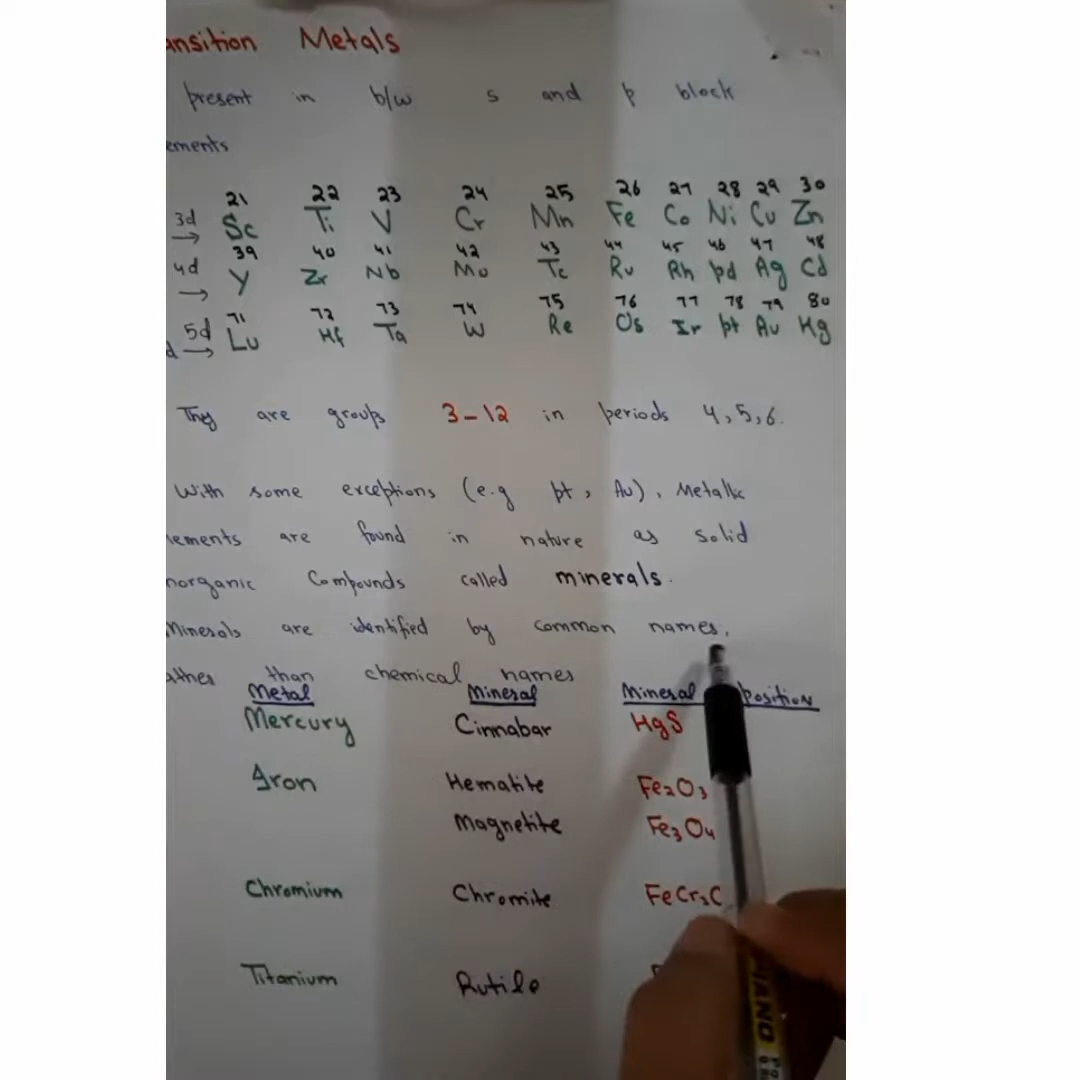 ansition Metals
present in b/w s and p block
ements
21 22 23 24 25 26 27 28 29 30
3d → Sc Ti V Cr Mn Fe Co Ni Cu Zn
39 40 41 42 43 44 45 46 47 48
4d → Y Zr Nb Mo Tc Ru Rh pd Ag Cd
71 72 73 74 75 76 77 78 79 80
5d → Lu Hf Ta W Re Os Ir pt Au Hg
They are groups 3-12 in periods 4,5,6.
With some exceptions (e.g pt, Au), Metallic
lements are found in nature as solid
norganic Compounds called minerals.
Minerals are identified by common names,
ather than chemical names
Metal Mineral Mineral position
Mercury Cinnabar HgS
Iron Hematite Fe2O3
Magnetite Fe3O4
Chromium Chromite
Titanium Rutile
NANO